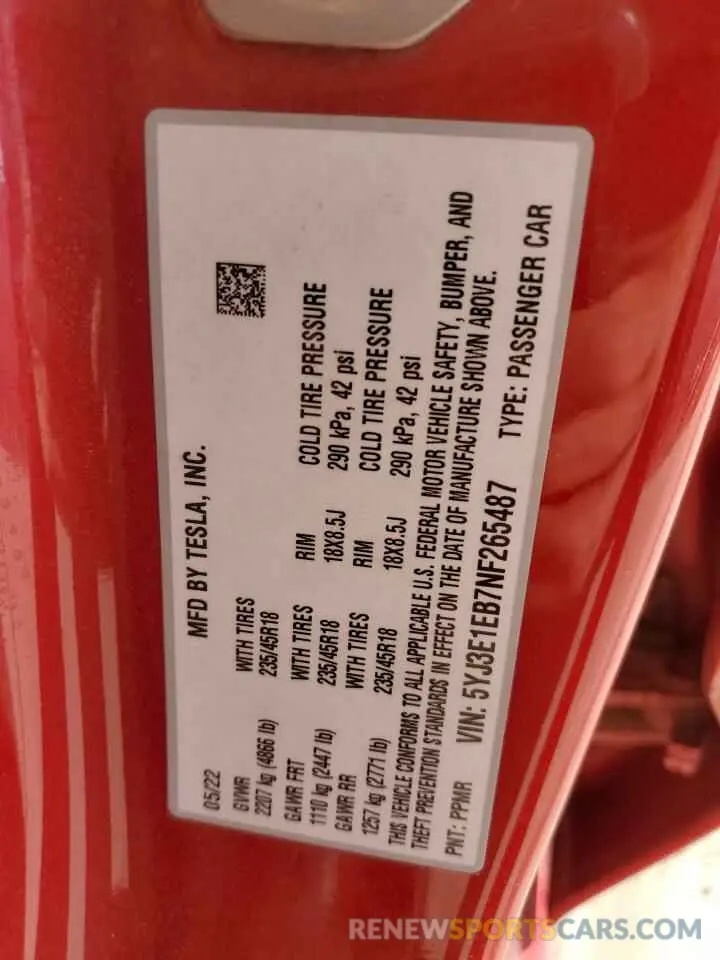 MFD BY TESLA, INC.
05/22
GVWR
2207 kg (4866 lb)
WITH TIRES
235/45R18
GAWR FRT
1110 kg (2447 lb)
WITH TIRES
235/45R18
RIM
18X8.5J
COLD TIRE PRESSURE
290 kPa, 42 psi
GAWR RR
1257 kg (2771 lb)
WITH TIRES
235/45R18
RIM
18X8.5J
COLD TIRE PRESSURE
290 kPa, 42 psi
THIS VEHICLE CONFORMS TO ALL APPLICABLE U.S. FEDERAL MOTOR VEHICLE SAFETY, BUMPER, AND
THEFT PREVENTION STANDARDS IN EFFECT ON THE DATE OF MANUFACTURE SHOWN ABOVE.
PNT: PPMR VIN: 5YJ3E1EB7NF265487 TYPE: PASSENGER CAR
RENEWSPORTSCARS.COM